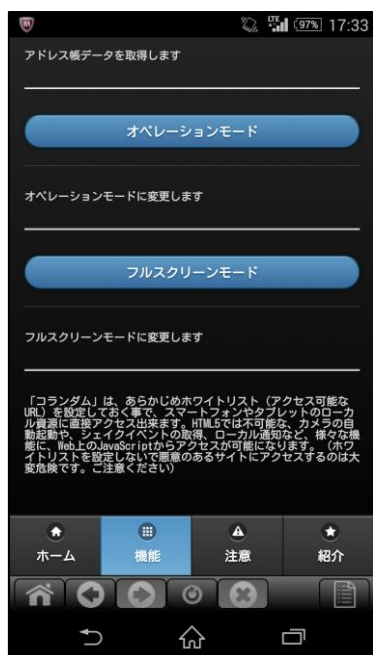 LTE 97% 17:33
アドレス帳データを取得します
オペレーションモード
オペレーションモードに変更します
フルスクリーンモード
フルスクリーンモードに変更します
「コランダム」は、あらかじめホワイトリスト（アクセス可能な
URL）を設定しておく事で、スマートフォンやタブレットのローカ
ル資源に直接アクセス出来ます。HTML5では不可能な、カメラの自
動起動や、シェイクイベントの取得、ローカル通知など、様々な機
能に、Web上のJavaScriptからアクセスが可能になります。（ホワ
イトリストを設定しないで悪意のあるサイトにアクセスするのは大
変危険です。ご注意ください）
ホーム 機能 注意 紹介